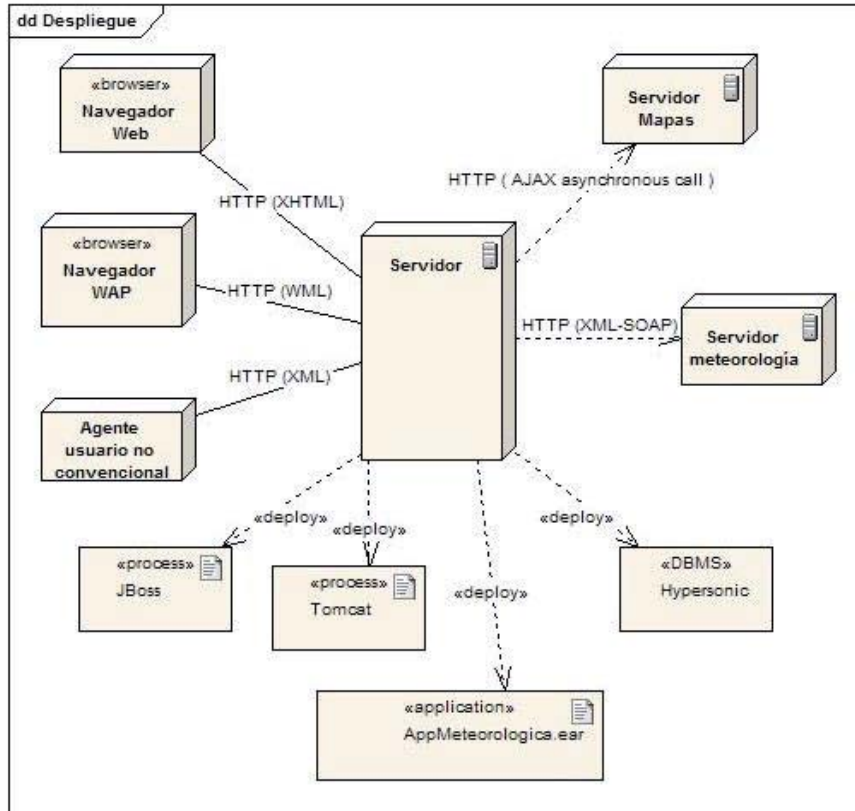 dd Despliegue
«browser»
Navegador
Web
Servidor
Mapas
HTTP ( AJAX asynchronous call )
HTTP (XHTML)
«browser»
Navegador
WAP
HTTP (WML)
Servidor
HTTP (XML-SOAP)
Servidor
meteorología
HTTP (XML)
Agente
usuario no
convencional
«deploy»
«deploy»
«deploy»
«deploy»
«process»
JBoss
«process»
Tomcat
«DBMS»
Hypersonic
«application»
AppMeteorologica.ear